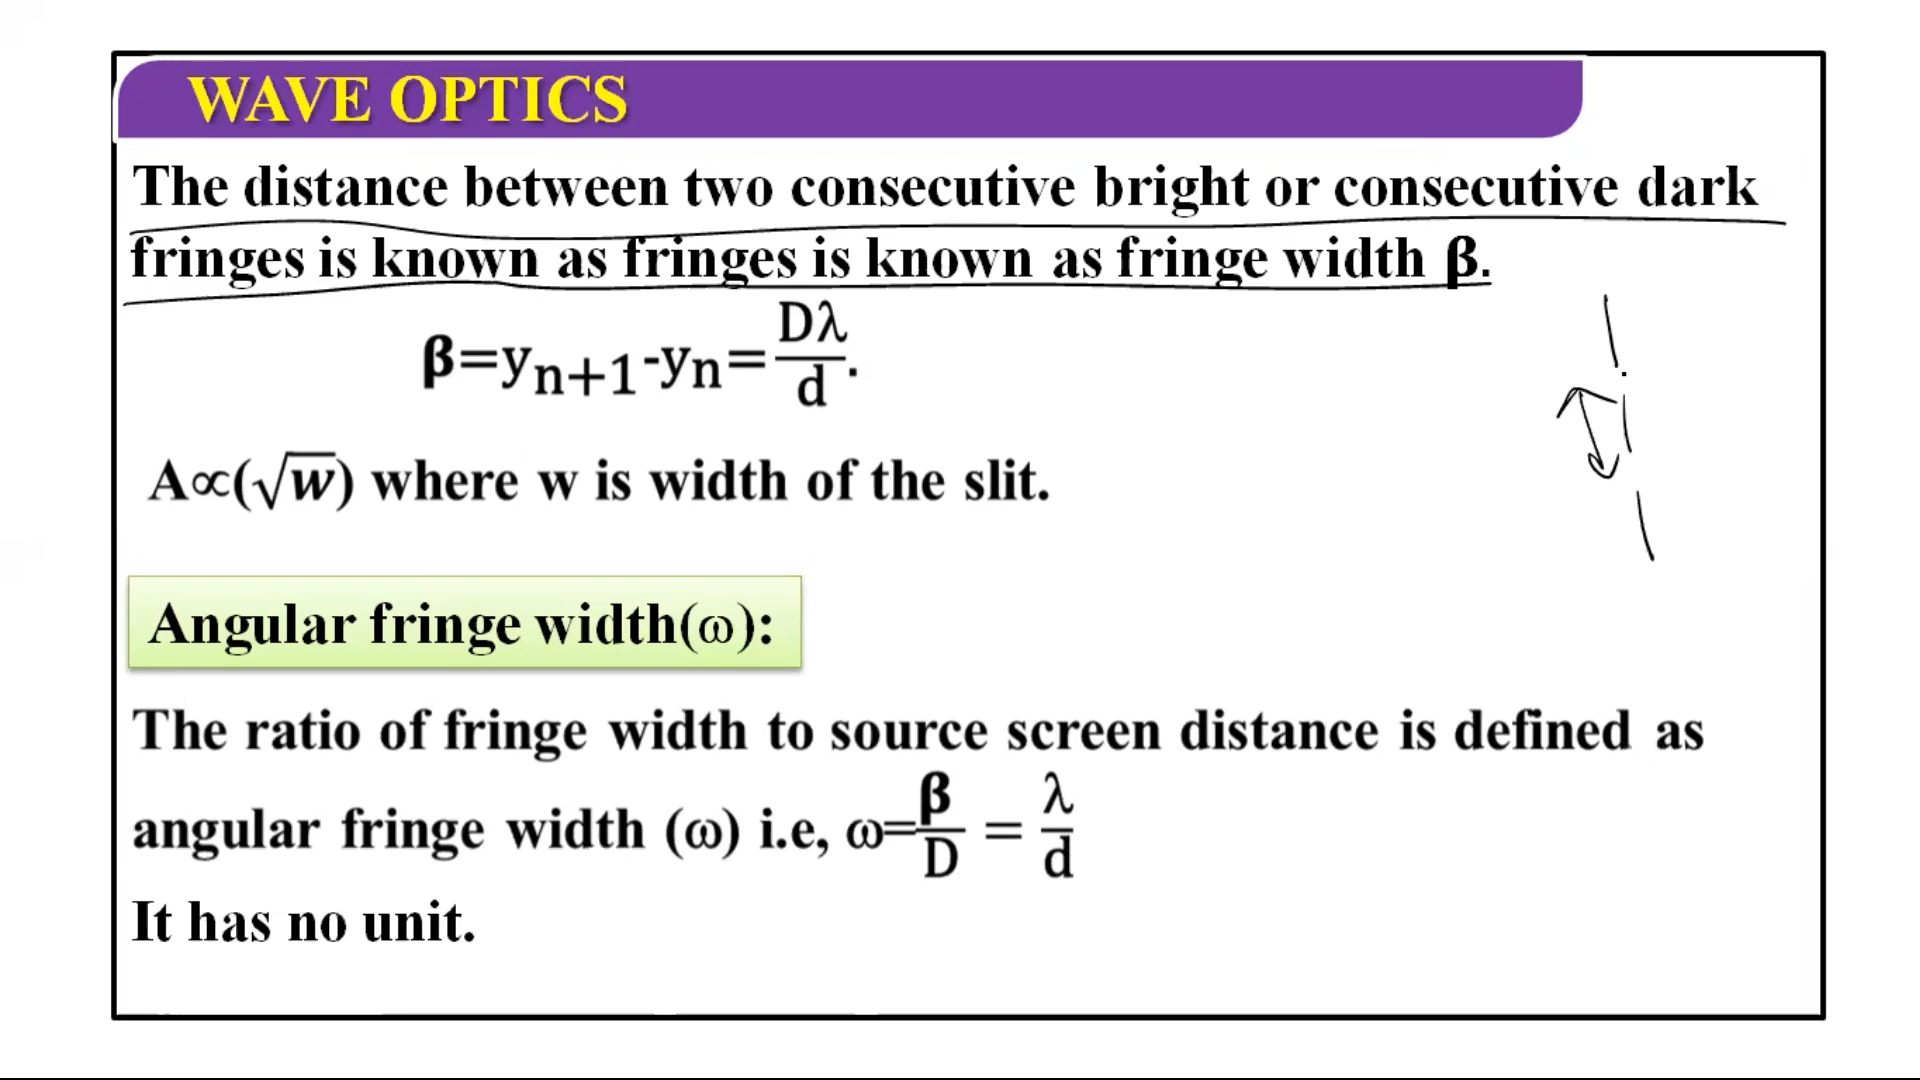 WAVE OPTICS
The distance between two consecutive bright or consecutive dark
fringes is known as fringes is known as fringe width β.
β=yₙ₊₁-yₙ=Dλ/d.
A∝(√w) where w is width of the slit.
Angular fringe width(ω):
The ratio of fringe width to source screen distance is defined as
angular fringe width (ω) i.e, ω=β/D = λ/d
It has no unit.